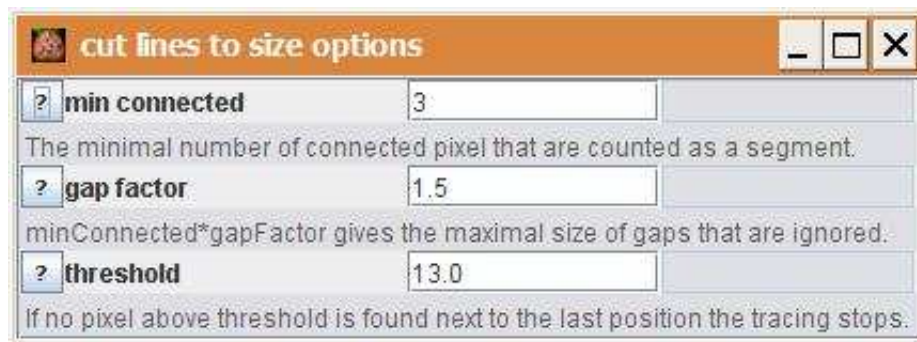 cut lines to size options
? min connected 3
The minimal number of connected pixel that are counted as a segment.
? gap factor 1.5
minConnected*gapFactor gives the maximal size of gaps that are ignored.
? threshold 13.0
If no pixel above threshold is found next to the last position the tracing stops.